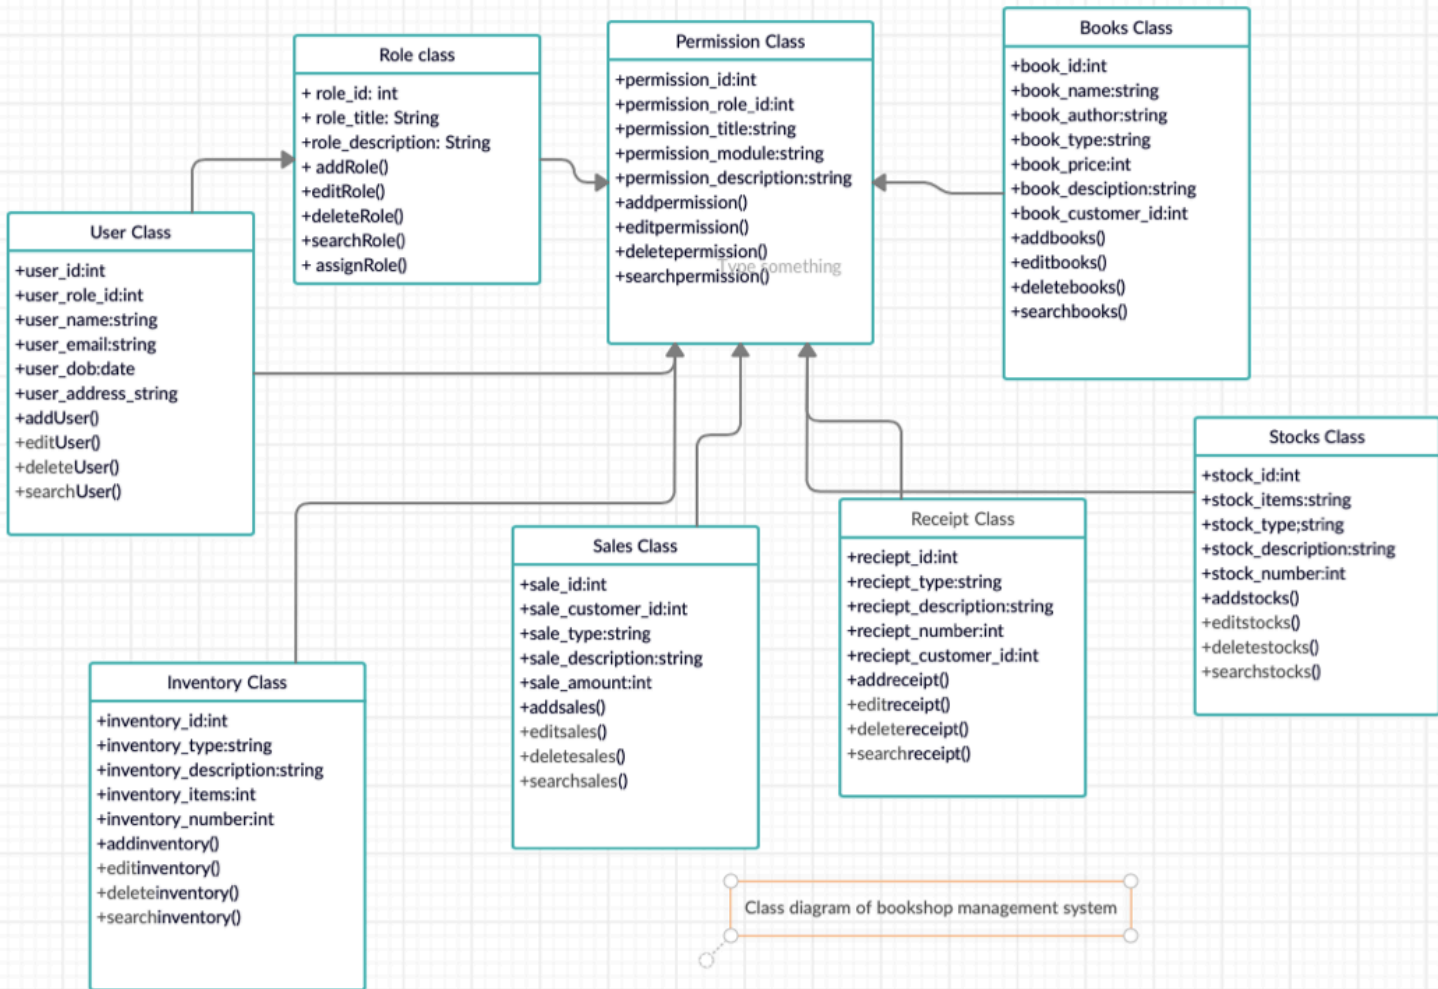 Role class
+ role_id: int
+ role_title: String
+role_description: String
+ addRole()
+editRole()
+deleteRole()
+searchRole()
+ assignRole()
Permission Class
+permission_id:int
+permission_role_id:int
+permission_title:string
+permission_module:string
+permission_description:string
+addpermission()
+editpermission()
+deletepermission()
Type something
+searchpermission()
Books Class
+book_id:int
+book_name:string
+book_author:string
+book_type:string
+book_price:int
+book_desciption:string
+book_customer_id:int
+addbooks()
+editbooks()
+deletebooks()
+searchbooks()
User Class
+user_id:int
+user_role_id:int
+user_name:string
+user_email:string
+user_dob:date
+user_address_string
+addUser()
+editUser()
+deleteUser()
+searchUser()
Stocks Class
+stock_id:int
+stock_items:string
+stock_type;string
+stock_description:string
+stock_number:int
+addstocks()
+editstocks()
+deletestocks()
+searchstocks()
Receipt Class
+reciept_id:int
+reciept_type:string
+reciept_description:string
+reciept_number:int
+reciept_customer_id:int
+addreceipt()
+editreceipt()
+deletereceipt()
+searchreceipt()
Sales Class
+sale_id:int
+sale_customer_id:int
+sale_type:string
+sale_description:string
+sale_amount:int
+addsales()
+editsales()
+deletesales()
+searchsales()
Inventory Class
+inventory_id:int
+inventory_type:string
+inventory_description:string
+inventory_items:int
+inventory_number:int
+addinventory()
+editinventory()
+deleteinventory()
+searchinventory()
Class diagram of bookshop management system